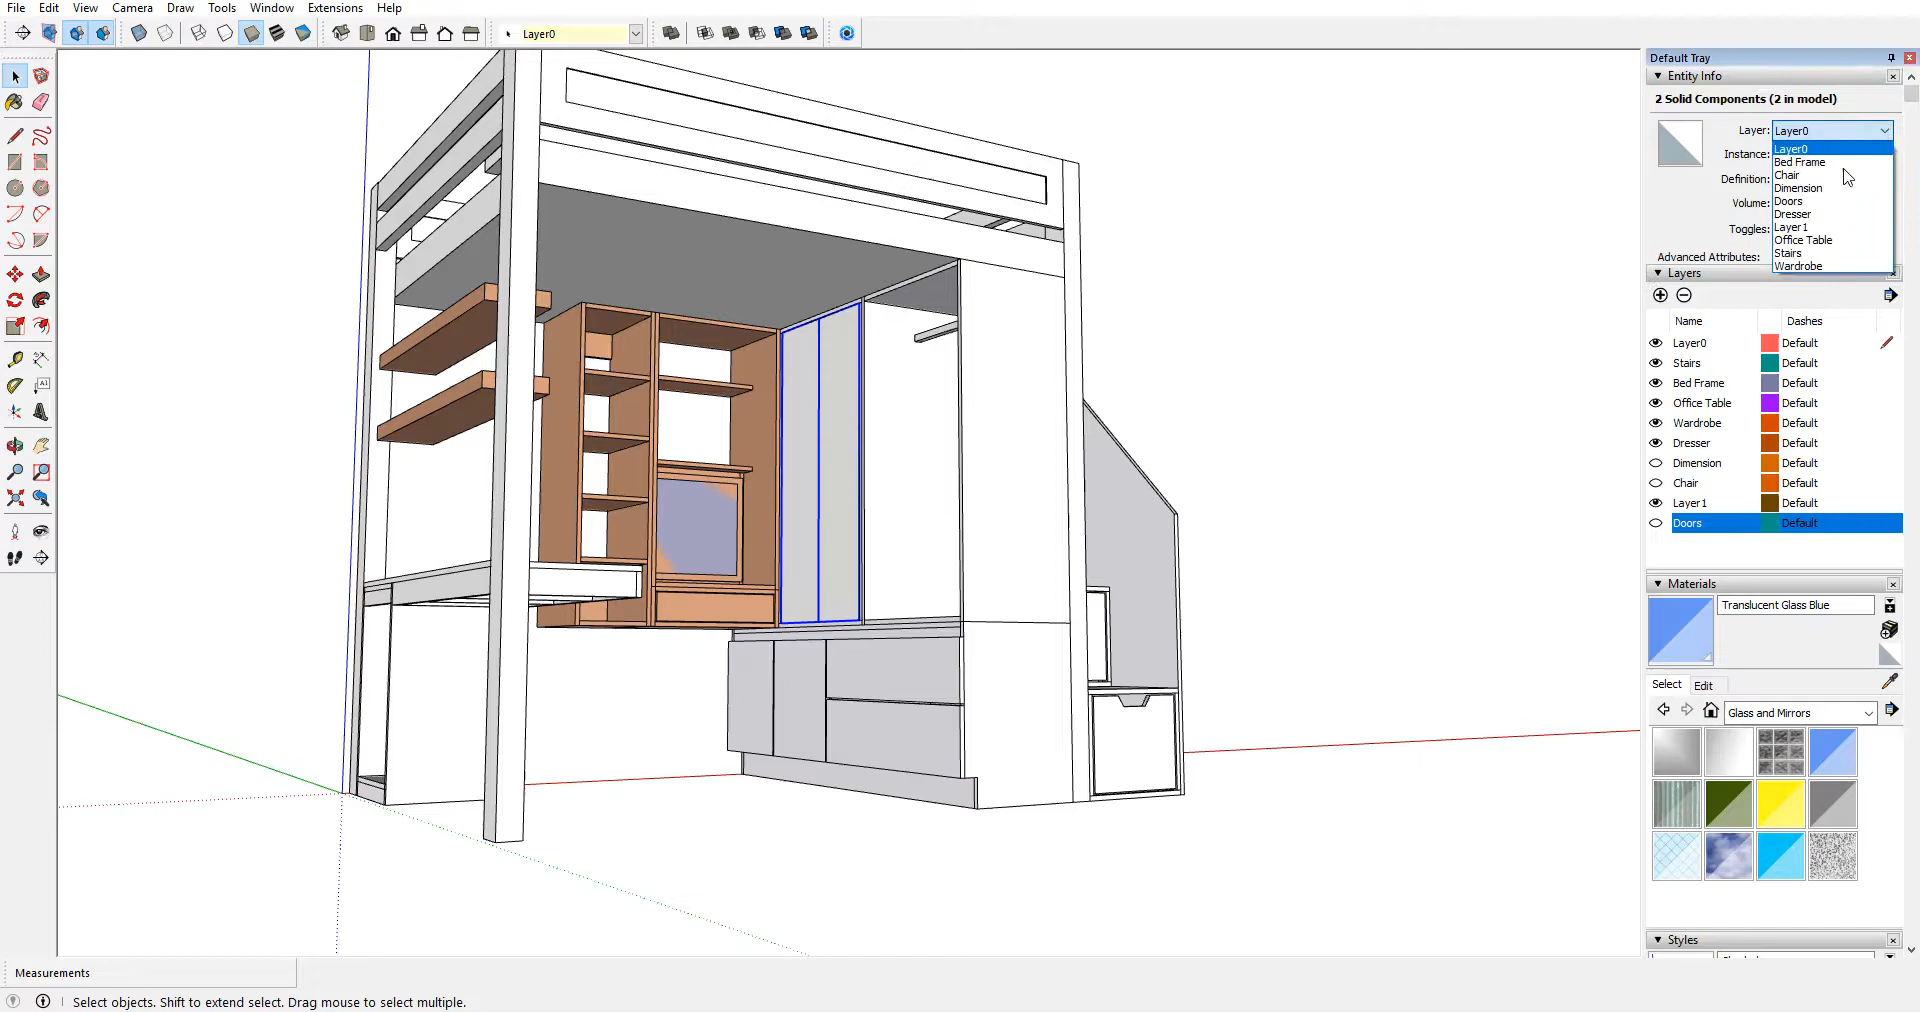 File Edit View Camera Draw Tools Window Extensions Help
Layer0
Default Tray
Entity Info
2 Solid Components (2 in model)
Layer: Layer0
Layer0
Instance:
Bed Frame
Chair
Definition:
Dimension
Doors
Volume:
Dresser
Layer1
Toggles:
Office Table
Stairs
Advanced Attributes:
Wardrobe
Layers
Name Dashes
Layer0 Default
Stairs Default
Bed Frame Default
Office Table Default
Wardrobe Default
Dresser Default
Dimension Default
Chair Default
Layer1 Default
Doors Default
Materials
Translucent Glass Blue
Select Edit
Glass and Mirrors
Styles
Measurements
Select objects. Shift to extend select. Drag mouse to select multiple.